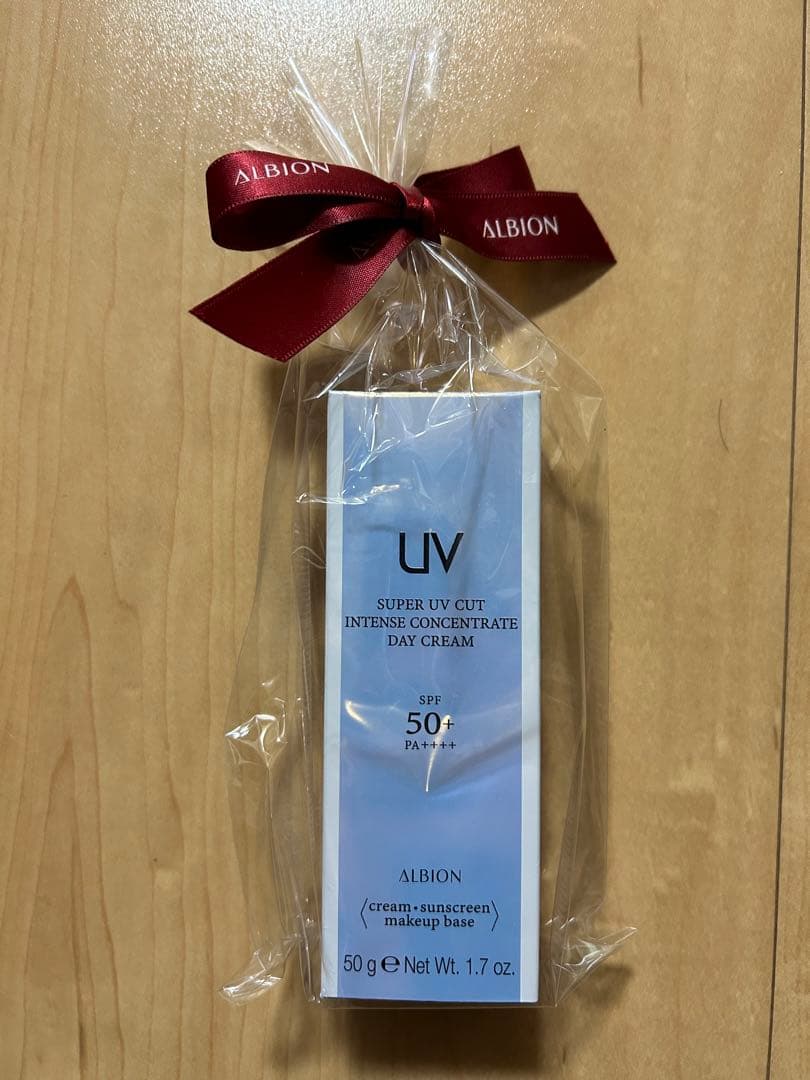 ALBION
ALBION
UV
SUPER UV CUT
INTENSE CONCENTRATE
DAY CREAM
SPF
50+
PA++++
ALBION
〈cream・sunscreen
makeup base〉
50 g ℮ Net Wt. 1.7 oz.